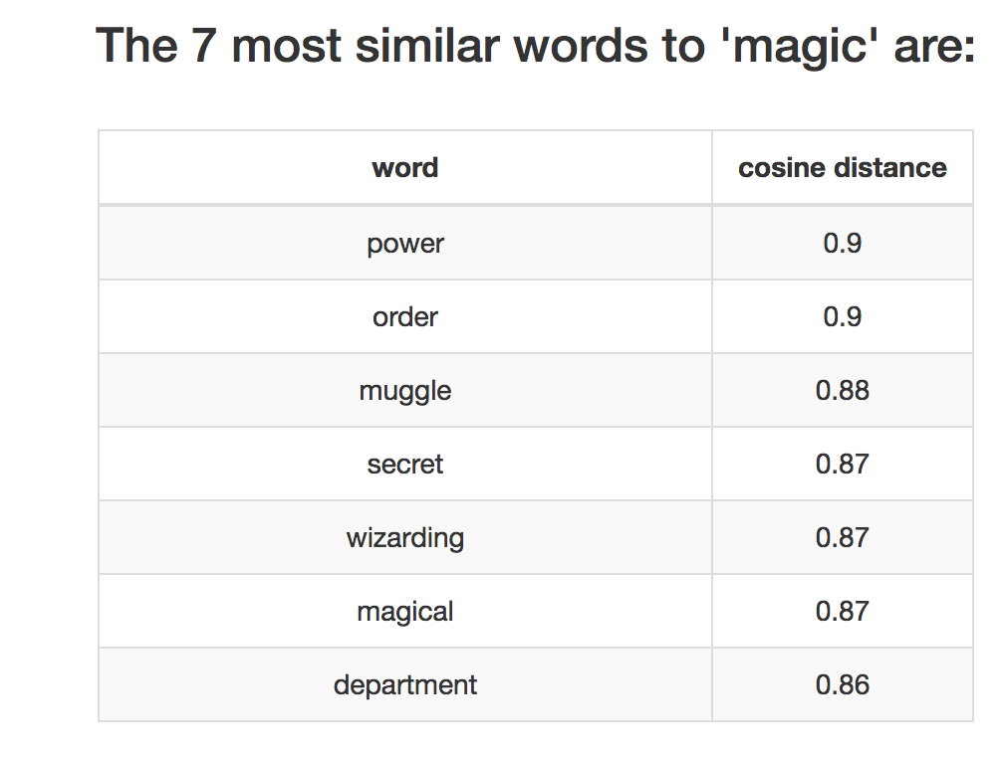 The 7 most similar words to 'magic' are:
word cosine distance
power 0.9
order 0.9
muggle 0.88
secret 0.87
wizarding 0.87
magical 0.87
department 0.86